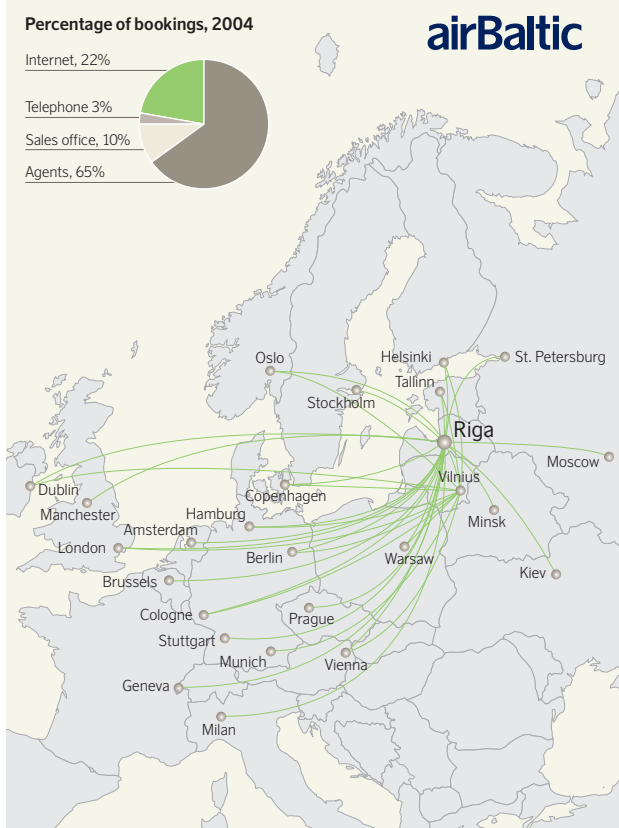 Percentage of bookings, 2004
airBaltic
Internet, 22%
Telephone 3%
Sales office, 10%
Agents, 65%
Oslo
Helsinki
St. Petersburg
Tallinn
Stockholm
Riga
Moscow
Vilnius
Dublin
Copenhagen
Manchester
Hamburg
Minsk
Amsterdam
London
Berlin
Warsaw
Kiev
Brussels
Cologne
Prague
Stuttgart
Munich
Vienna
Geneva
Milan